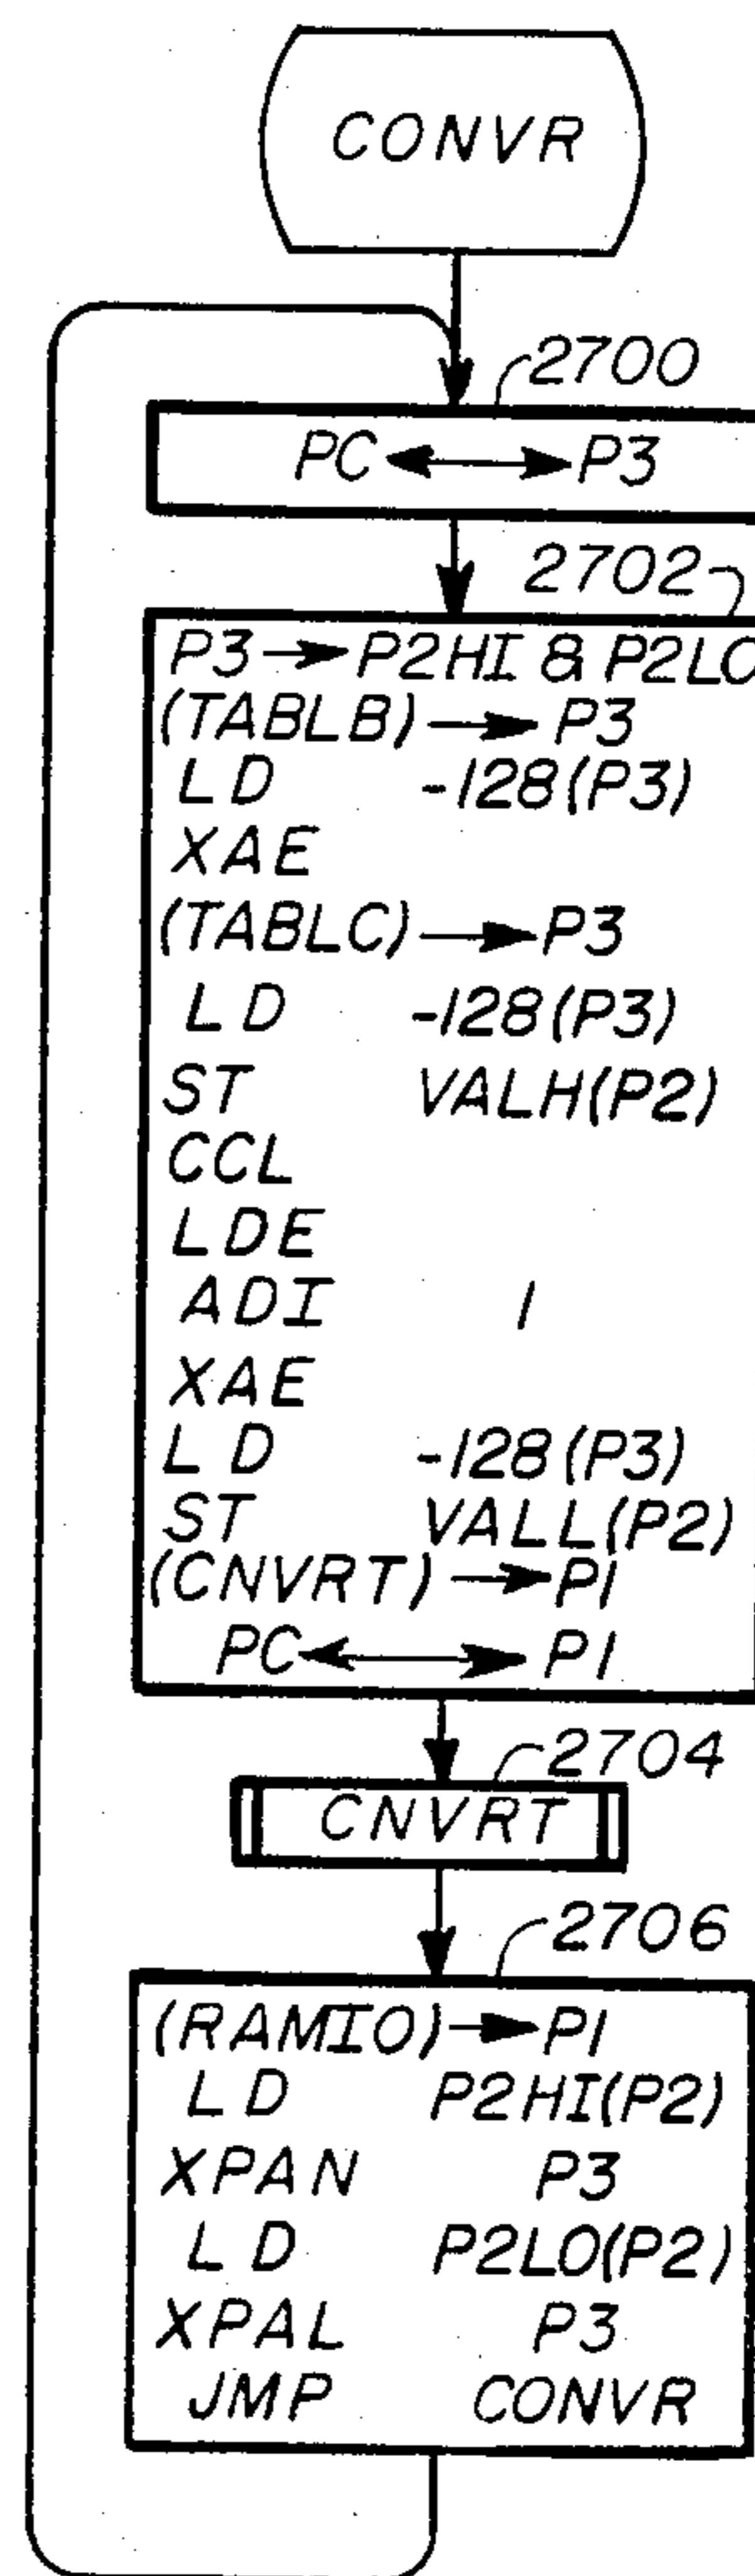 CONVR
2700
PC ↔ P3
2702
P3 → P2HI & P2LO
(TABLB) → P3
LD -128(P3)
XAE
(TABLC) → P3
LD -128(P3)
ST VALH(P2)
CCL
LDE
ADI 1
XAE
LD -128(P3)
ST VALL(P2)
(CNVRT) → P1
PC ↔ P1
2704
CNVRT
2706
(RAMIO) → P1
LD P2HI(P2)
XPAN P3
LD P2LO(P2)
XPAL P3
JMP CONVR